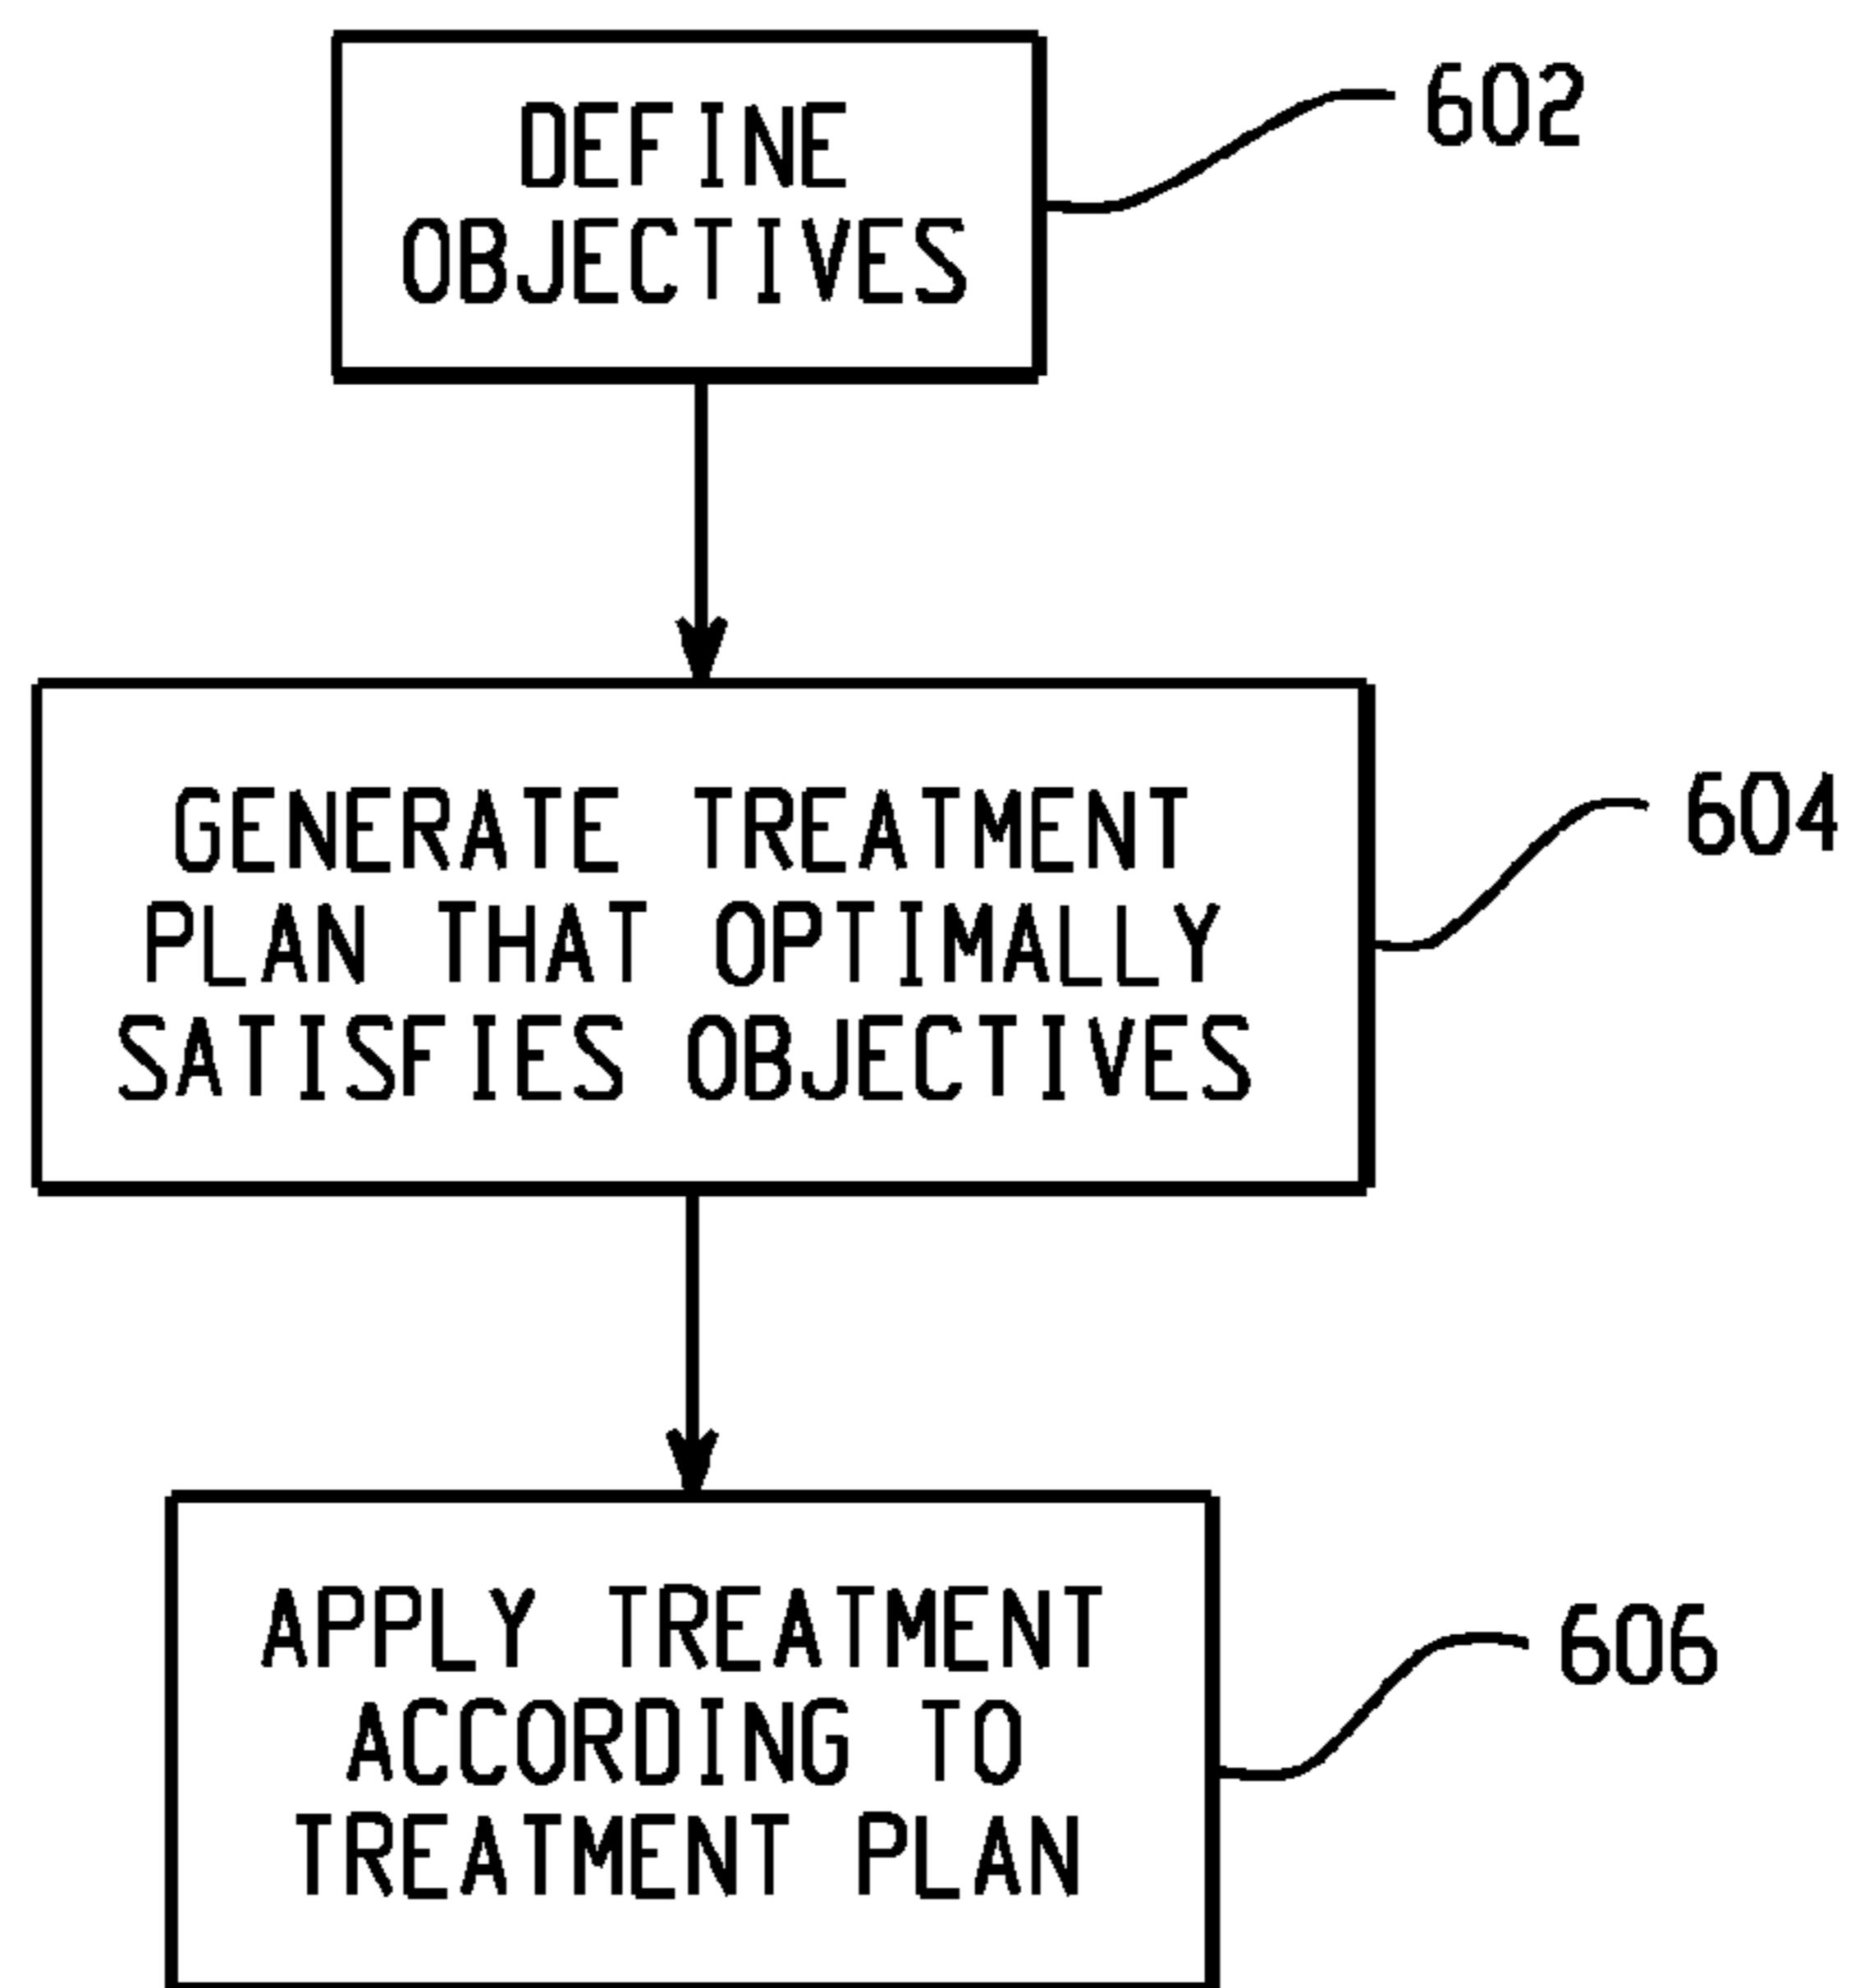 DEFINE
OBJECTIVES
602
GENERATE TREATMENT
PLAN THAT OPTIMALLY
SATISFIES OBJECTIVES
604
APPLY TREATMENT
ACCORDING TO
TREATMENT PLAN
606